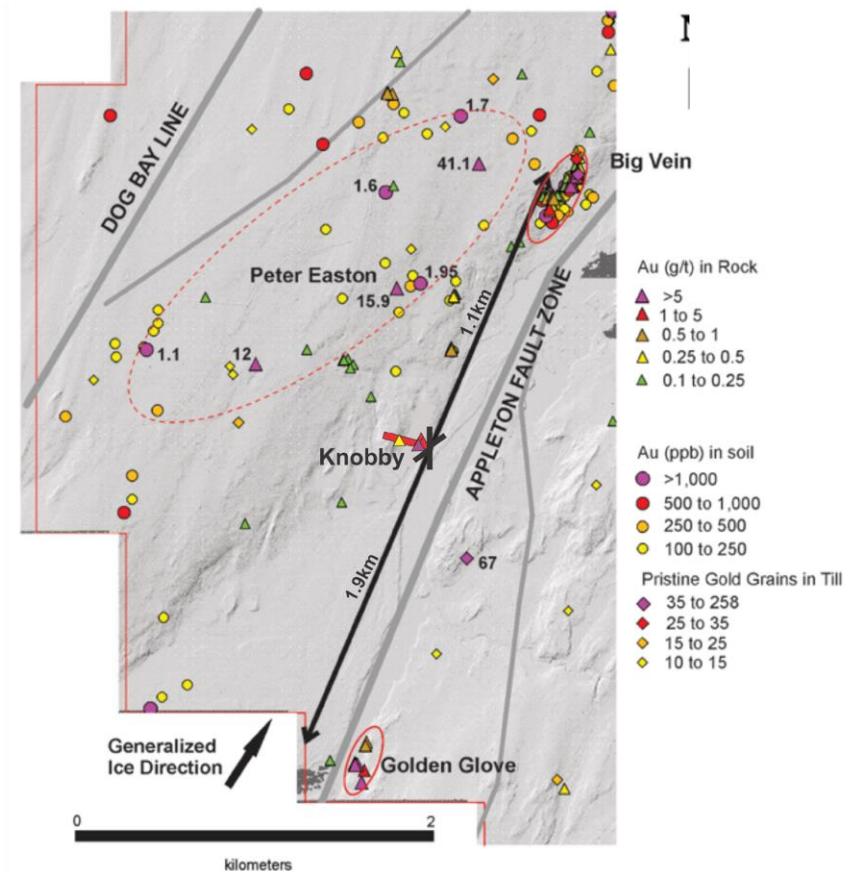 DOG BAY LINE
1.7
41.1
Big Vein
1.6
Peter Easton
1.95
15.9
1.1km
1.1
12
APPLETON FAULT ZONE
Knobby
1.9km
67
Generalized
Ice Direction
Golden Glove
0
2
kilometers
Au (g/t) in Rock
>5
1 to 5
0.5 to 1
0.25 to 0.5
0.1 to 0.25
Au (ppb) in soil
>1,000
500 to 1,000
250 to 500
100 to 250
Pristine Gold Grains in Till
35 to 258
25 to 35
15 to 25
10 to 15